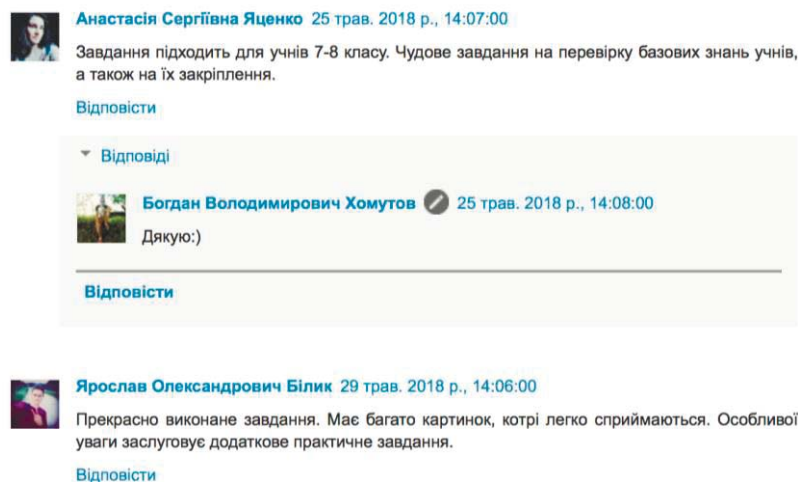 Анастасія Сергіївна Яценко 25 трав. 2018 р., 14:07:00
Завдання підходить для учнів 7-8 класу. Чудове завдання на перевірку базових знань учнів,
а також на їх закріплення.
Відповісти
Відповіді
Богдан Володимирович Хомутов 25 трав. 2018 р., 14:08:00
Дякую:)
Відповісти
Ярослав Олександрович Білик 29 трав. 2018 р., 14:06:00
Прекрасно виконане завдання. Має багато картинок, котрі легко сприймаються. Особливої
уваги заслуговує додаткове практичне завдання.
Відповісти